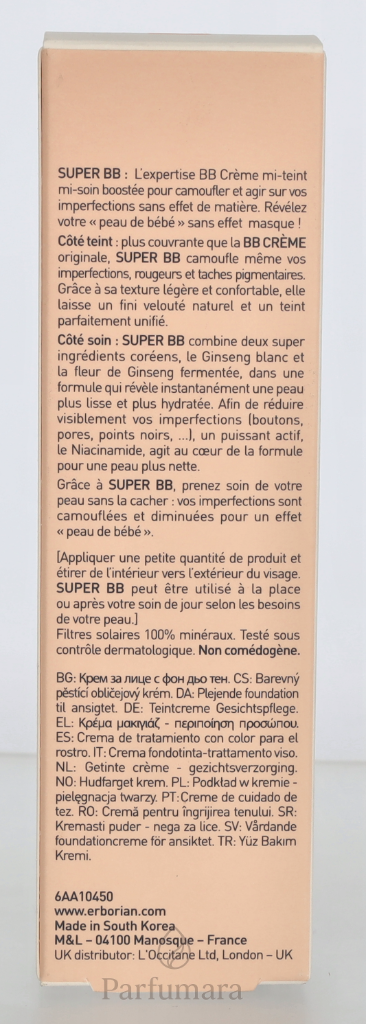 SUPER BB : L'expertise BB Crème mi-teint
mi-soin boostée pour camoufler et agir sur vos
imperfections sans effet de matière. Révélez
votre « peau de bébé » sans effet masque !
Côté teint : plus couvrante que la BB CRÈME
originale, SUPER BB camoufle même vos
imperfections, rougeurs et taches pigmentaires.
Grâce à sa texture légère et confortable, elle
laisse un fini velouté naturel et un teint
parfaitement unifié.
Côté soin : SUPER BB combine deux super
ingrédients coréens, le Ginseng blanc et
la fleur de Ginseng fermentée, dans une
formule qui révèle instantanément une peau
plus lisse et plus hydratée. Afin de réduire
visiblement vos imperfections (boutons,
pores, points noirs, ...), un puissant actif,
le Niacinamide, agit au cœur de la formule
pour une peau plus nette.
Grâce à SUPER BB, prenez soin de votre
peau sans la cacher : vos imperfections sont
camouflées et diminuées pour un effet
« peau de bébé ».
[Appliquer une petite quantité de produit et
étirer de l'intérieur vers l'extérieur du visage.
SUPER BB peut être utilisé à la place
ou après votre soin de jour selon les besoins
de votre peau.]
Filtres solaires 100% minéraux. Testé sous
contrôle dermatologique. Non comédogène.
BG: Крем за лице с фон дьо тен. CS: Barevný
pěstící obličejový krém. DA: Plejende foundation
til ansigtet. DE: Teintcreme Gesichtspflege.
EL: Κρέμα μακιγιάζ - περιποίηση προσώπου.
ES: Crema de tratamiento con color para el
rostro. IT: Crema fondotinta-trattamento viso.
NL: Getinte crème - gezichtsverzorging.
NO: Hudfarget krem. PL: Podkład w kremie -
pielęgnacja twarzy. PT: Creme de cuidado de
tez. RO: Cremă pentru îngrijirea tenului. SR:
Kremasti puder - nega za lice. SV: Vårdande
foundationcreme för ansiktet. TR: Yüz Bakım
Kremi.
6AA10450
www.erborian.com
Made in South Korea
M&L – 04100 Manosque – France
UK distributor: L'Occitane Ltd, London – UK
Parfumara